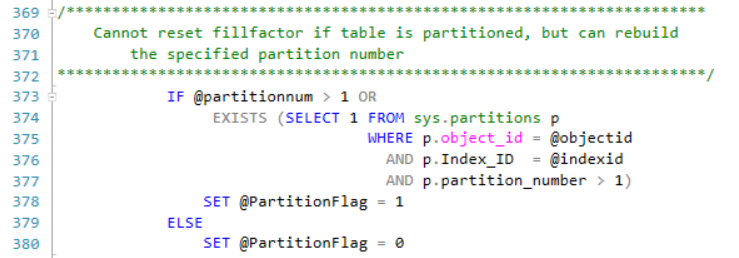 369 /***********************************************************************
370     Cannot reset fillfactor if table is partitioned, but can rebuild
371         the specified partition number
372 ***********************************************************************/
373             IF @partitionnum > 1 OR
374                  EXISTS (SELECT 1 FROM sys.partitions p
375                                   WHERE p.object_id = @objectid
376                                     AND p.Index_ID  = @indexid
377                                     AND p.partition_number > 1)
378                 SET @PartitionFlag = 1
379             ELSE
380                 SET @PartitionFlag = 0